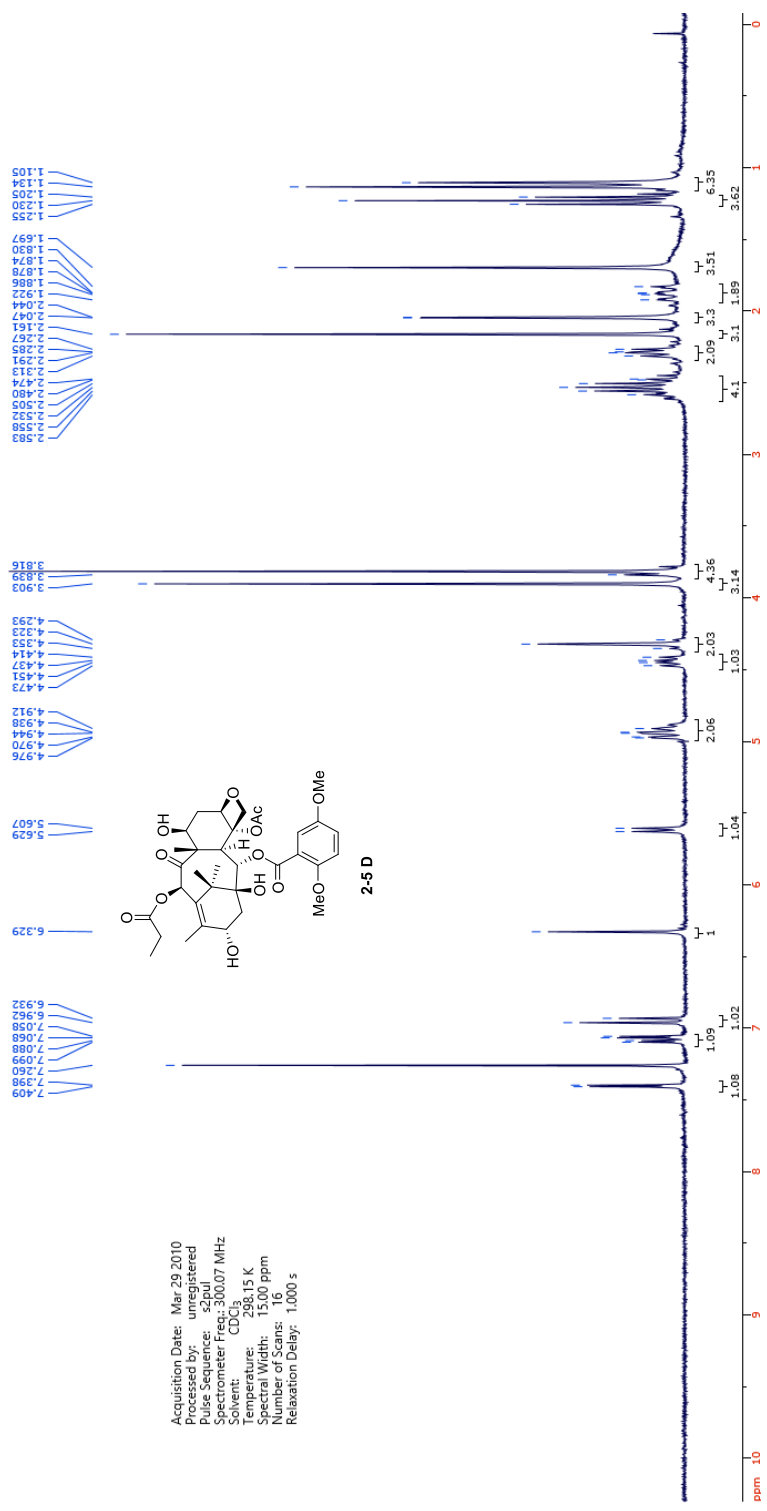 Acquisition Date: Mar 29 2010
Processed by: unregistered
Pulse Sequence: s2pul
Spectrometer Freq.: 300.07 MHz
Solvent: CDCl3
Temperature: 298.15 K
Spectral Width: 15.00 ppm
Number of Scans: 16
Relaxation Delay: 1.000 s
7.409
7.398
7.260
7.099
7.088
7.068
7.058
6.962
6.932
6.329
5.629
5.607
4.976
4.970
4.944
4.938
4.912
4.473
4.451
4.437
4.414
4.353
4.323
4.293
3.903
3.839
3.816
2.583
2.558
2.532
2.505
2.480
2.474
2.313
2.291
2.285
2.267
2.161
2.047
2.044
1.922
1.886
1.878
1.874
1.830
1.697
1.255
1.230
1.205
1.134
1.105
O
O
O
OH
HO
H
OH
O
OAc
O
O
MeO
OMe
2-5 D
1.08
1.09
1.02
1
1.04
2.06
1.03
2.03
3.14
4.36
4.1
2.09
3.1
3.3
1.89
3.51
3.62
6.35
ppm 10 9 8 7 6 5 4 3 2 1 0